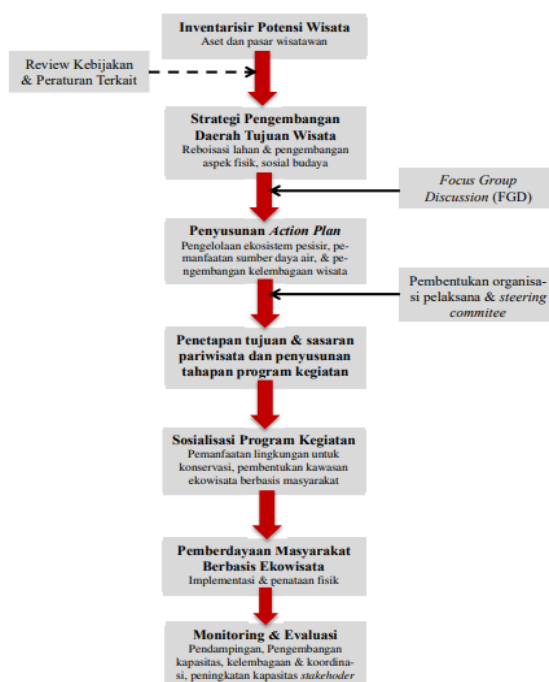 Inventarisir Potensi Wisata
Aset dan pasar wisatawan
Review Kebijakan
& Peraturan Terkait
Strategi Pengembangan
Daerah Tujuan Wisata
Reboisasi lahan & pengembangan
aspek fisik, sosial budaya
Focus Group
Discussion (FGD)
Penyusunan Action Plan
Pengelolaan ekosistem pesisir, pe-
manfaatan sumber daya air, & pe-
ngembangan kelembagaan wisata
Pembentukan organisa-
si pelaksana & steering
commitee
Penetapan tujuan & sasaran
pariwisata dan penyusunan
tahapan program kegiatan
Sosialisasi Program Kegiatan
Pemanfaatan lingkungan untuk
konservasi, pembentukan kawasan
ekowisata berbasis masyarakat
Pemberdayaan Masyarakat
Berbasis Ekowisata
Implementasi & penataan fisik
Monitoring & Evaluasi
Pendampingan, Pengembangan
kapasitas, kelembagaan & koordina-
si, peningkatan kapasitas stakehoder